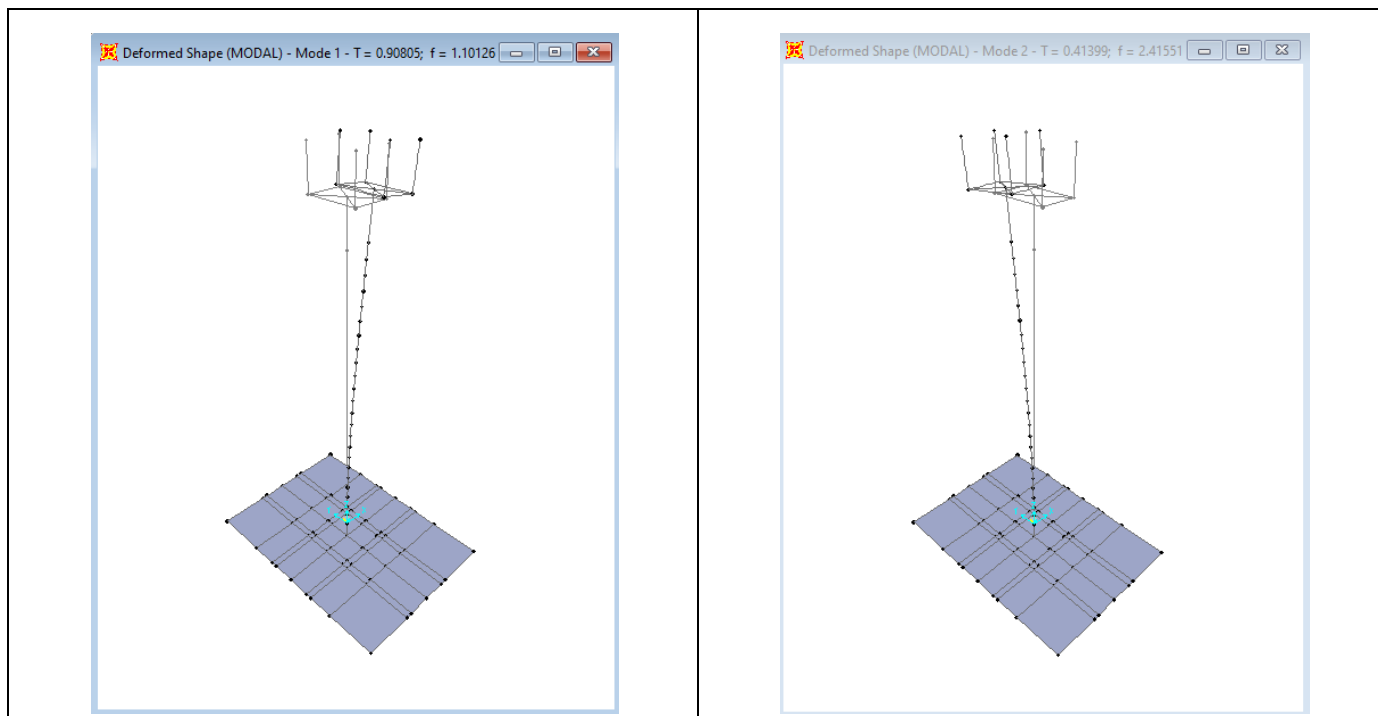 Deformed Shape (MODAL) - Mode 1 - T = 0.90805; f = 1.10126
Deformed Shape (MODAL) - Mode 2 - T = 0.41399; f = 2.41551